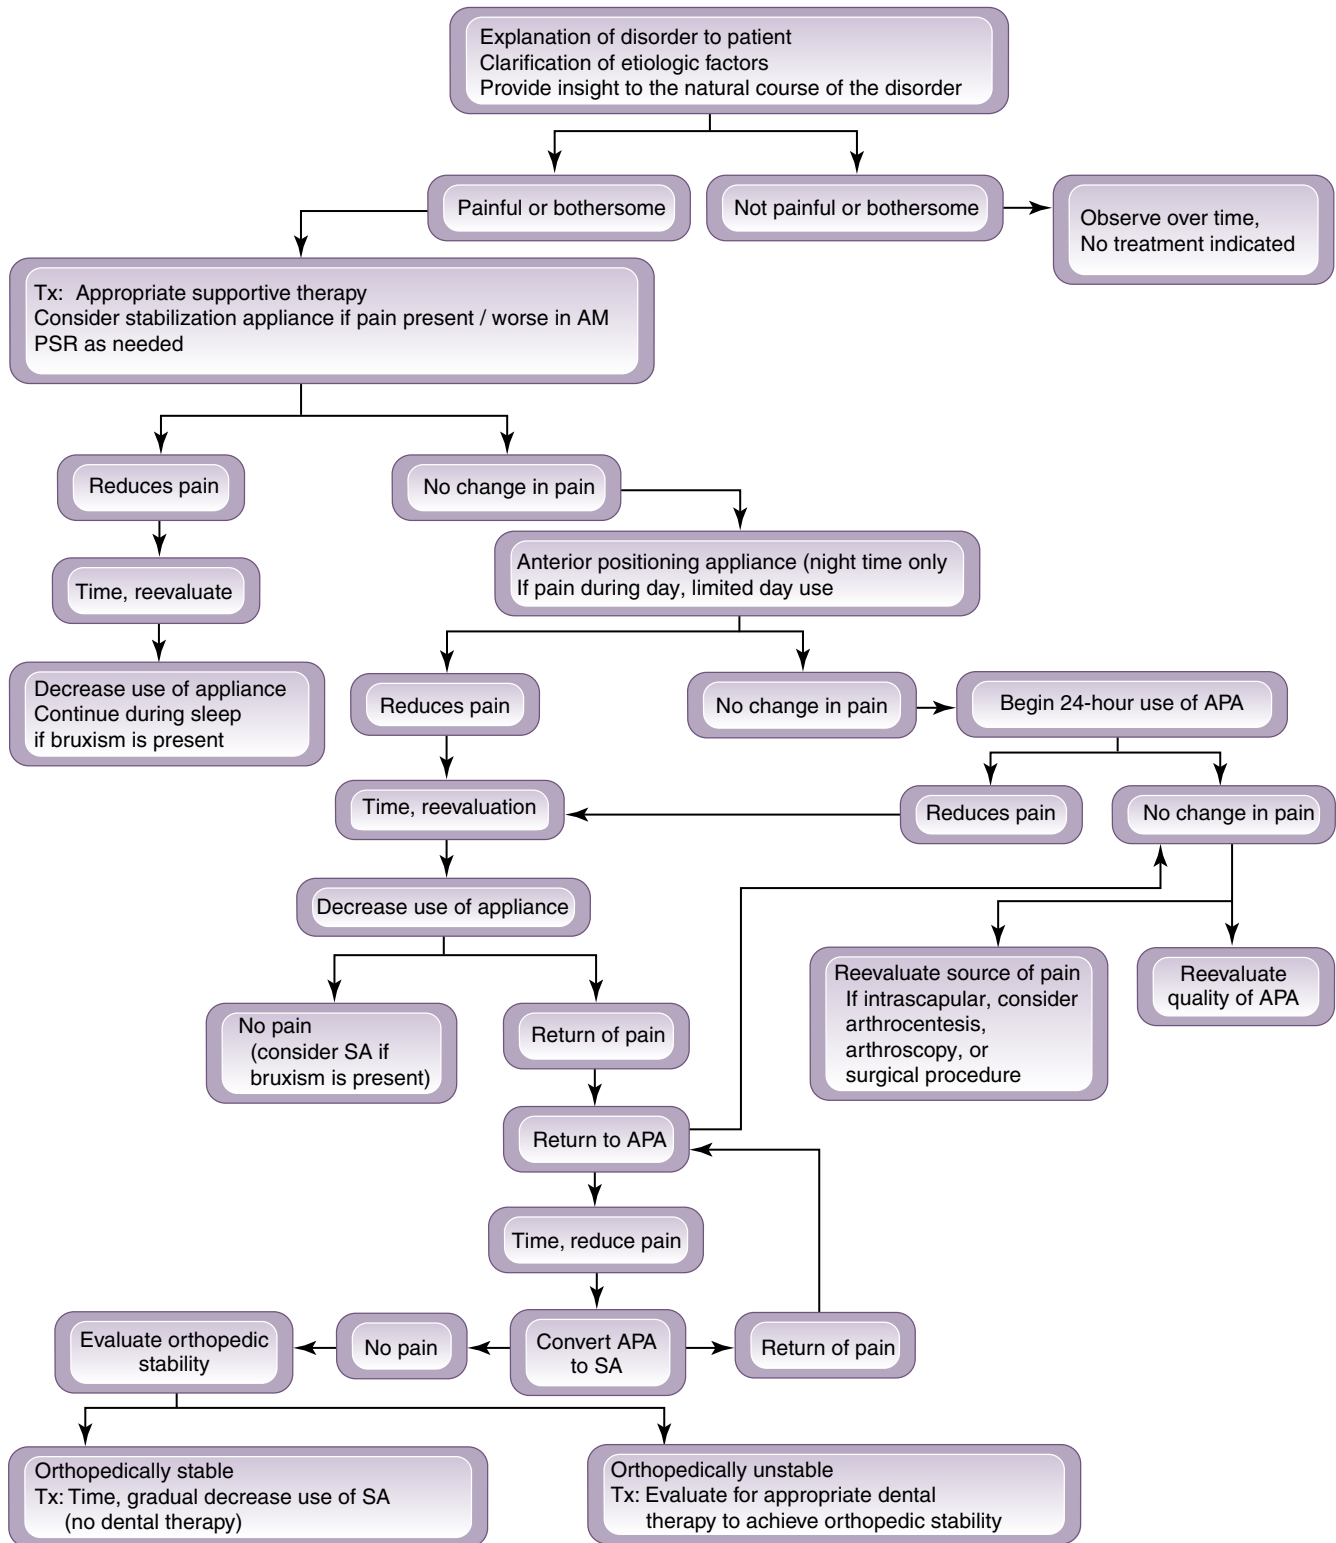 Explanation of disorder to patient
Clarification of etiologic factors
Provide insight to the natural course of the disorder
Painful or bothersome
Not painful or bothersome
Observe over time,
No treatment indicated
Tx: Appropriate supportive therapy
Consider stabilization appliance if pain present / worse in AM
PSR as needed
Reduces pain
No change in pain
Time, reevaluate
Anterior positioning appliance (night time only
If pain during day, limited day use
Decrease use of appliance
Continue during sleep
if bruxism is present
Reduces pain
No change in pain
Begin 24-hour use of APA
Time, reevaluation
Reduces pain
No change in pain
Decrease use of appliance
Reevaluate source of pain
If intrascapular, consider
arthrocentesis,
arthroscopy, or
surgical procedure
Reevaluate
quality of APA
No pain
(consider SA if
bruxism is present)
Return of pain
Return to APA
Time, reduce pain
Evaluate orthopedic
stability
No pain
Convert APA
to SA
Return of pain
Orthopedically stable
Tx: Time, gradual decrease use of SA
(no dental therapy)
Orthopedically unstable
Tx: Evaluate for appropriate dental
therapy to achieve orthopedic stability